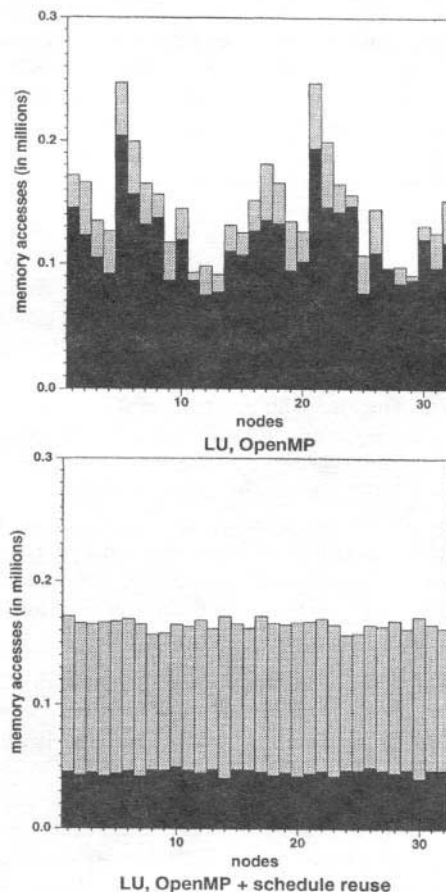 0.3
0.2
0.1
0.0
memory accesses (in millions)
10
20
30
nodes
LU, OpenMP
0.3
0.2
0.1
0.0
memory accesses (in millions)
10
20
30
nodes
LU, OpenMP + schedule reuse